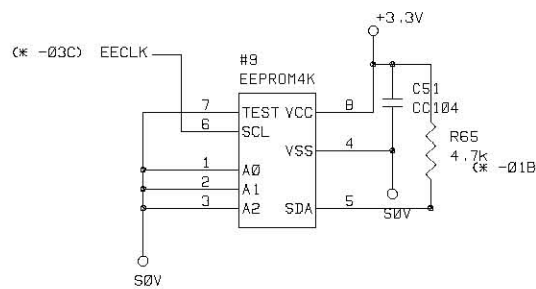 +3.3V
(* -03C) EECLK
#9
EEPROM4K
C51
CC104
7 TEST VCC 8
6 SCL
R65
4.7k
(* -01B
VSS 4
1 A0
2 A1
3 A2 SDA 5
S0V
S0V